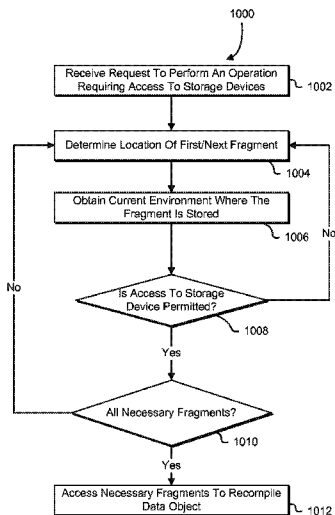 1000
Receive Request To Perform An Operation
Requiring Access To Storage Devices
1002
Determine Location Of First/Next Fragment
1004
Obtain Current Environment Where The
Fragment Is Stored
1006
No
No
Is Access To Storage
Device Permitted?
1008
Yes
All Necessary Fragments?
1010
Yes
Access Necessary Fragments To Recompile
Data Object
1012